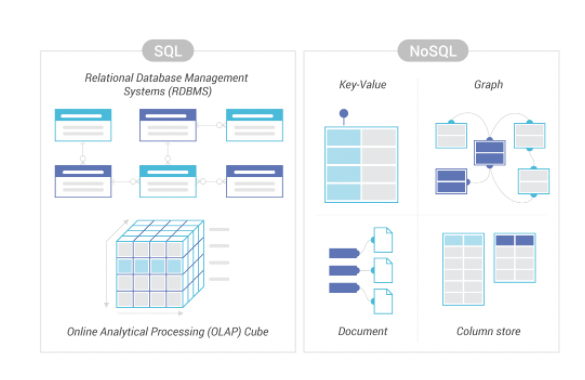 SQL
Relational Database Management
Systems (RDBMS)
Online Analytical Processing (OLAP) Cube
NoSQL
Key-Value
Graph
Document
Column store